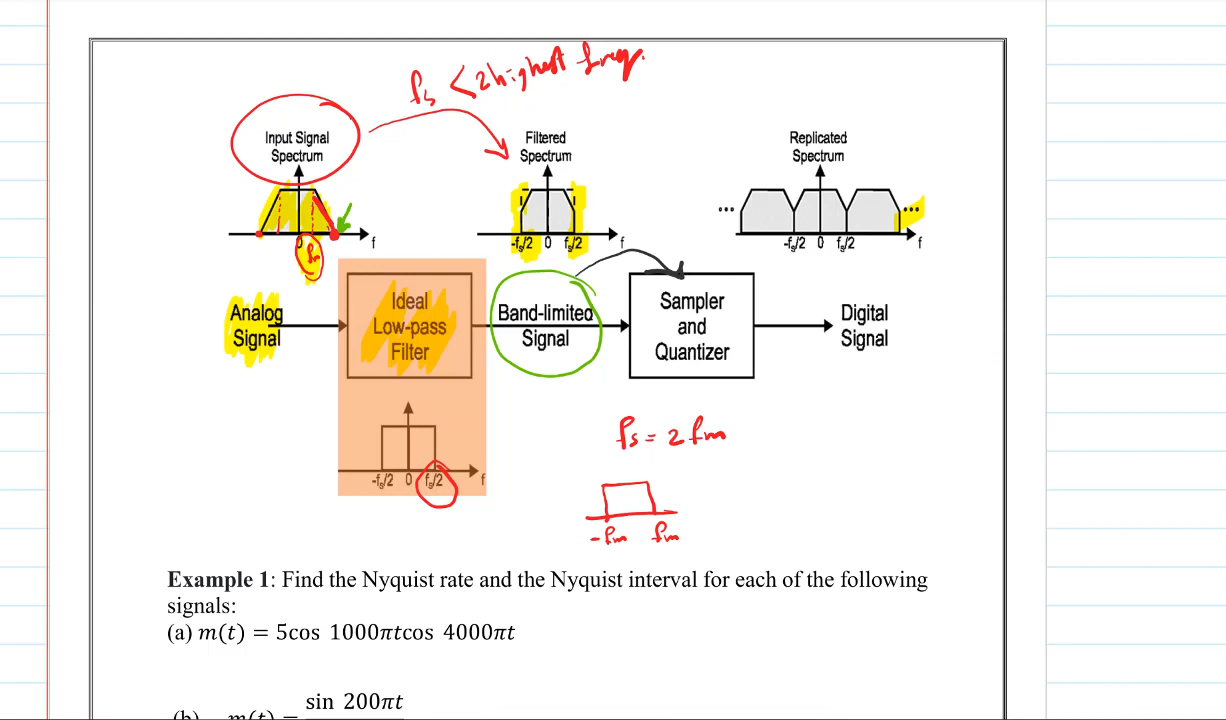 fs < 2 highest freq.
Input Signal
Spectrum
Filtered
Spectrum
Replicated
Spectrum
0
f
-fs/2 0 fs/2
f
-fs/2 0 fs/2
f
fm
Analog
Signal
Ideal
Low-pass
Filter
Band-limited
Signal
Sampler
and
Quantizer
Digital
Signal
-fs/2 0 fs/2
f
fs = 2 fm
-fm fm
Example 1: Find the Nyquist rate and the Nyquist interval for each of the following
signals:
(a) m(t) = 5cos 1000πtcos 4000πt
sin 200πt
(b) m(t) =